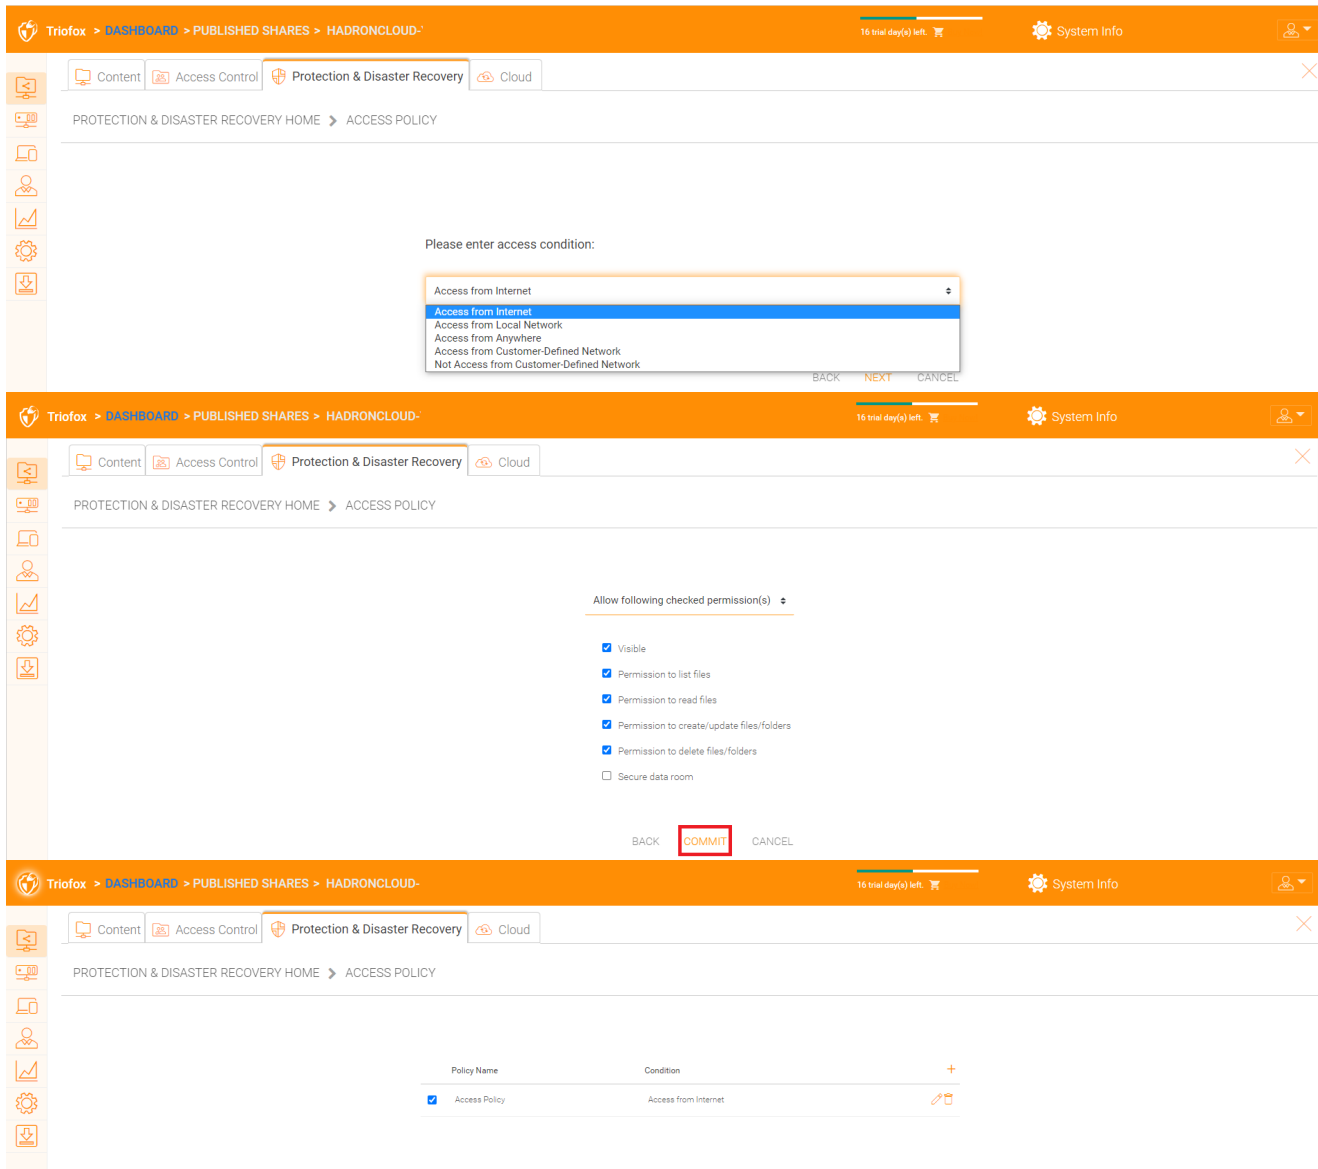 Triofox > DASHBOARD > PUBLISHED SHARES > HADRONCLOUD-
16 trial day(s) left.
System Info
Content
Access Control
Protection & Disaster Recovery
Cloud
PROTECTION & DISASTER RECOVERY HOME > ACCESS POLICY
Please enter access condition:
Access from Internet
Access from Internet
Access from Local Network
Access from Anywhere
Access from Customer-Defined Network
Not Access from Customer-Defined Network
BACK NEXT CANCEL
Triofox > DASHBOARD > PUBLISHED SHARES > HADRONCLOUD-
16 trial day(s) left.
System Info
Content
Access Control
Protection & Disaster Recovery
Cloud
PROTECTION & DISASTER RECOVERY HOME > ACCESS POLICY
Allow following checked permission(s)
Visible
Permission to list files
Permission to read files
Permission to create/update files/folders
Permission to delete files/folders
Secure data room
BACK COMMIT CANCEL
Triofox > DASHBOARD > PUBLISHED SHARES > HADRONCLOUD-
16 trial day(s) left.
System Info
Content
Access Control
Protection & Disaster Recovery
Cloud
PROTECTION & DISASTER RECOVERY HOME > ACCESS POLICY
Policy Name Condition +
Access Policy Access from Internet